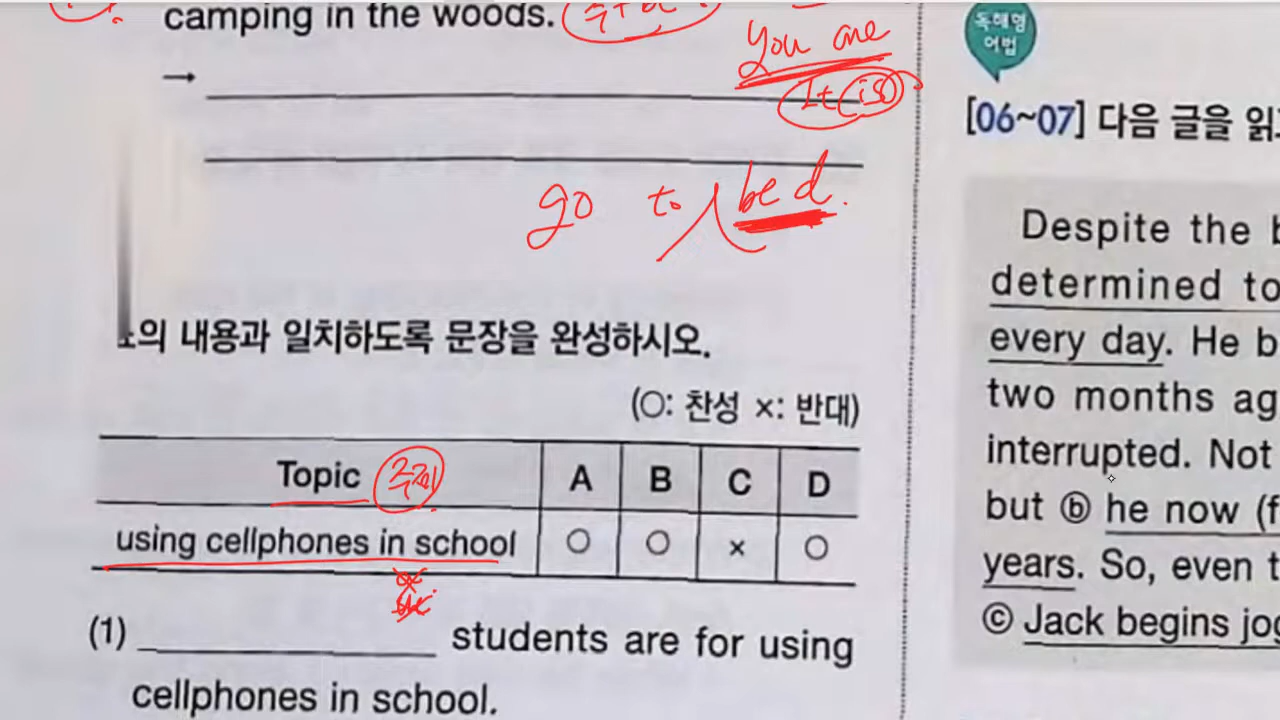 camping in the woods.
You are
→
It is
go to bed.
의 내용과 일치하도록 문장을 완성하시오.
(○: 찬성 ×: 반대)
Topic 주제 A B C D
using cellphones in school ○ ○ × ○
(1) students are for using
cellphones in school.
독해형
어법
[06~07] 다음 글을 읽
Despite the b
determined to
every day. He b
two months ag
interrupted. Not
but ⓑ he now (f
years. So, even t
ⓒ Jack begins jog